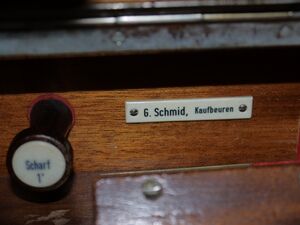 G. Schmid, Kaufbeuren
Scharf
1'